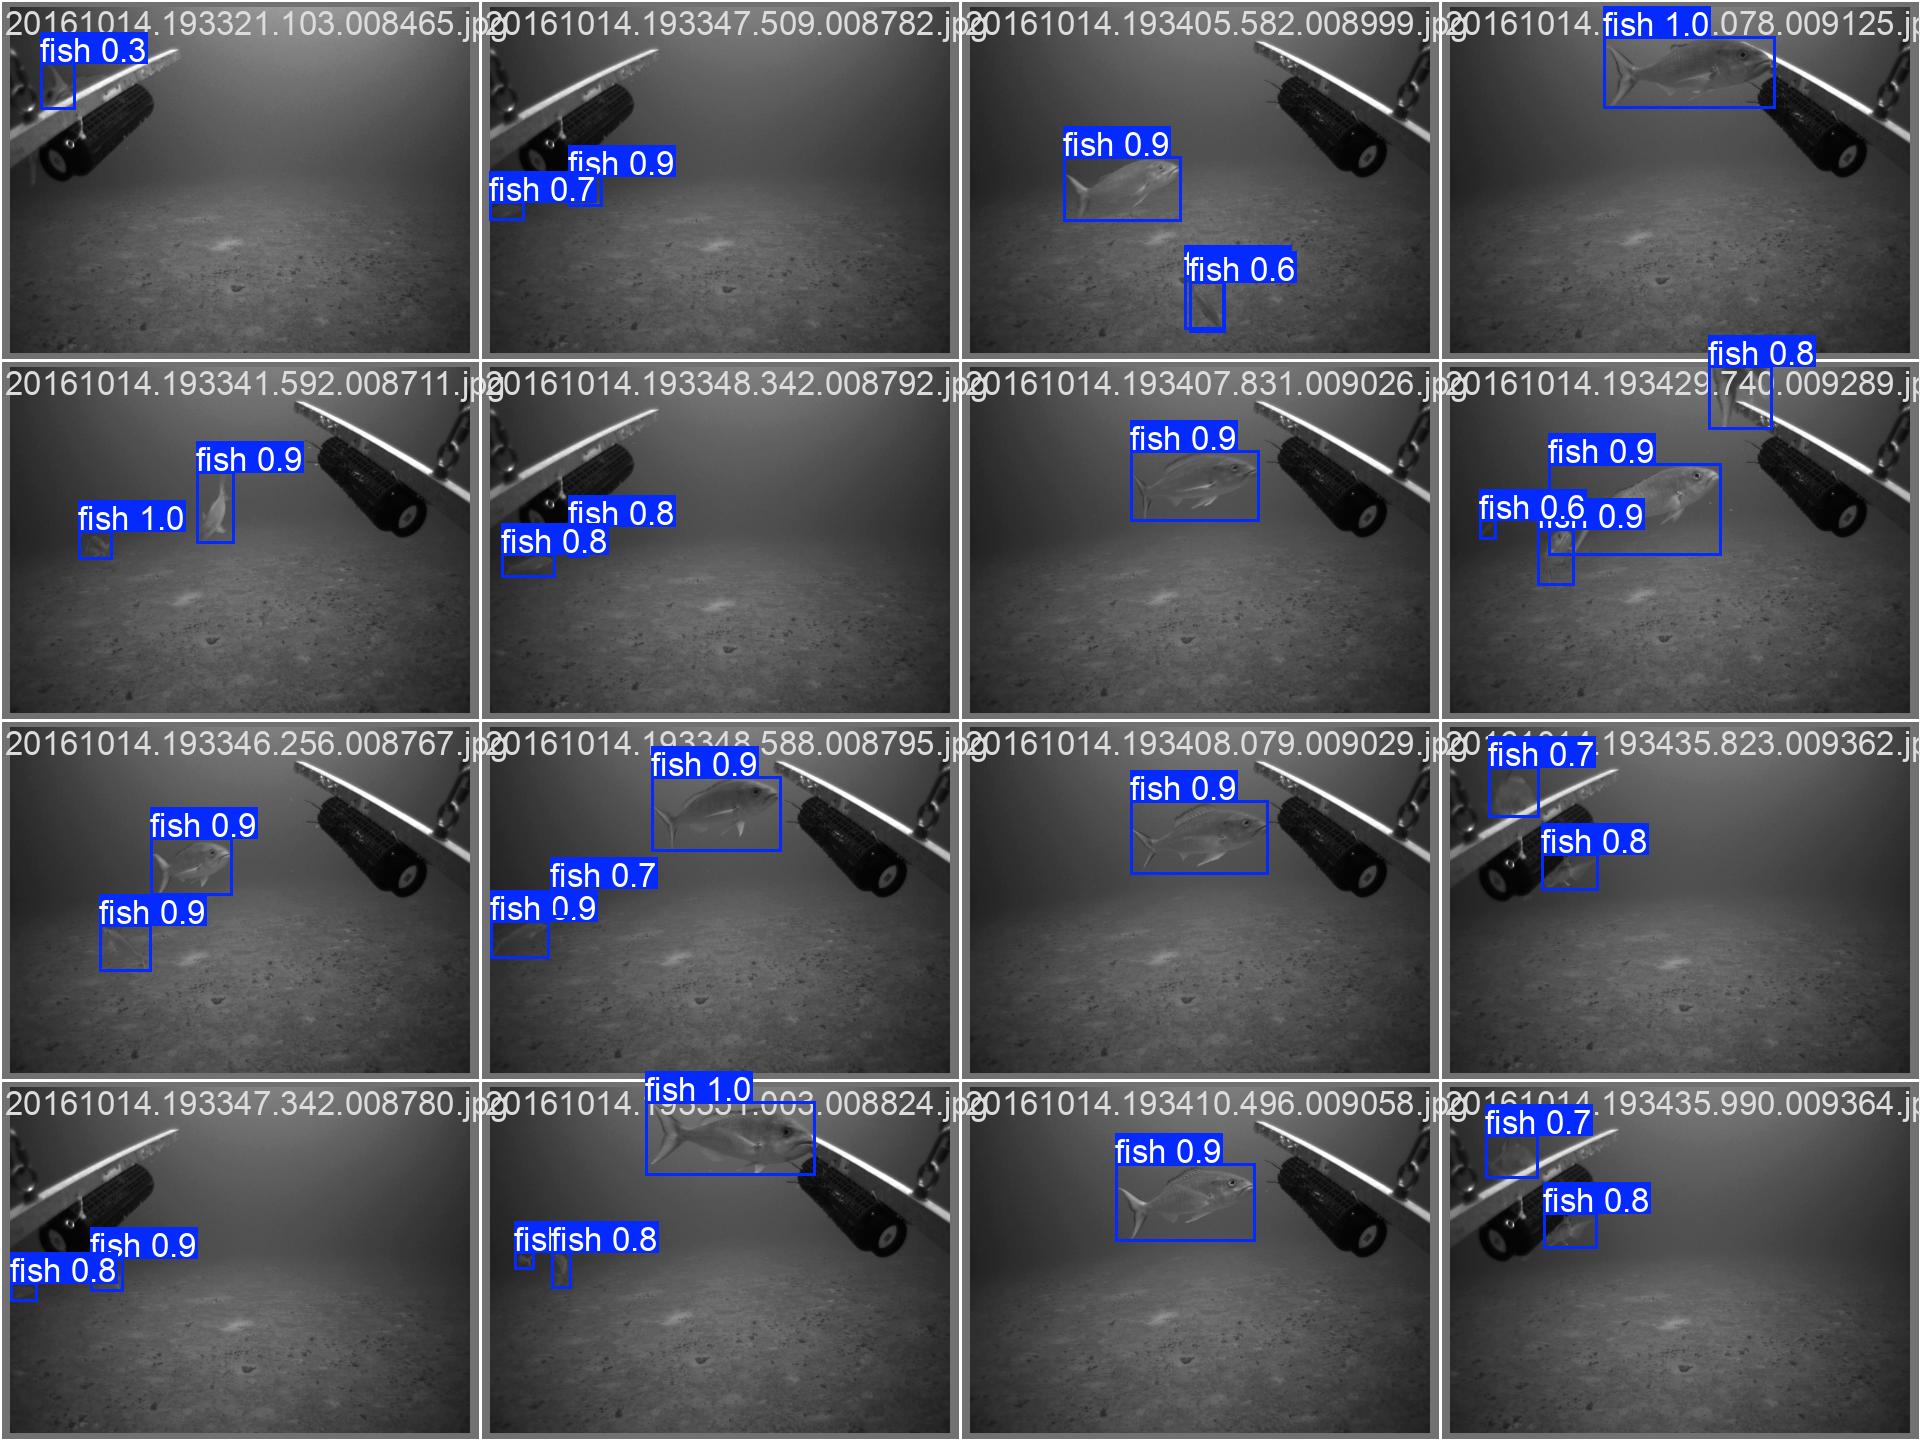 20161014.193321.103.008465.jpg
fish 0.3
20161014.193347.509.008782.jpg
fish 0.9
fish 0.7
20161014.193405.582.008999.jpg
fish 0.9
fish 0.6
20161014. .078.009125.j
fish 1.0
20161014.193341.592.008711.jpg
fish 0.9
fish 1.0
20161014.193348.342.008792.jpg
fish 0.8
fish 0.8
20161014.193407.831.009026.jpg
fish 0.9
fish 0.8
20161014.193429.740.009289.j
fish 0.9
fish 0.6
fish 0.9
20161014.193346.256.008767.jpg
fish 0.9
fish 0.9
20161014.193348.588.008795.jpg
fish 0.9
fish 0.7
fish 0.9
20161014.193408.079.009029.jpg
fish 0.9
20161014.193435.823.009362.j
fish 0.7
fish 0.8
20161014.193347.342.008780.jpg
fish 0.9
fish 0.8
fish 1.0
20161014. .008824.jpg
fish 0.8
20161014.193410.496.009058.jpg
fish 0.9
20161014.193435.990.009364.j
fish 0.7
fish 0.8